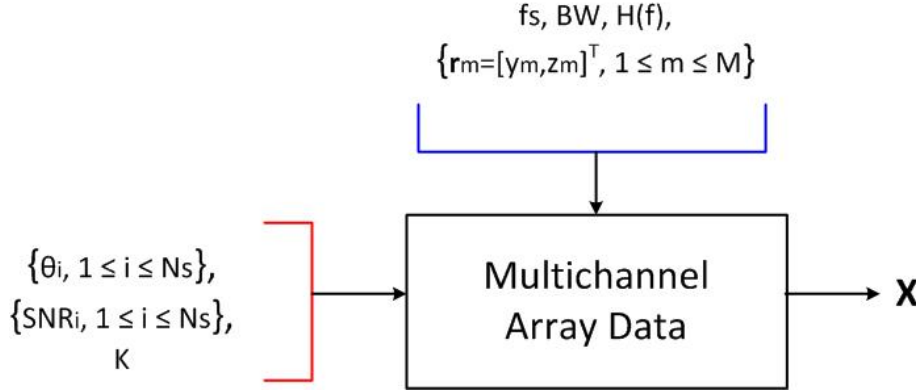 fs, BW, H(f),
{rm=[ym,zm]T, 1 ≤ m ≤ M}
{θi, 1 ≤ i ≤ Ns},
{SNRi, 1 ≤ i ≤ Ns},
K
Multichannel
Array Data
X